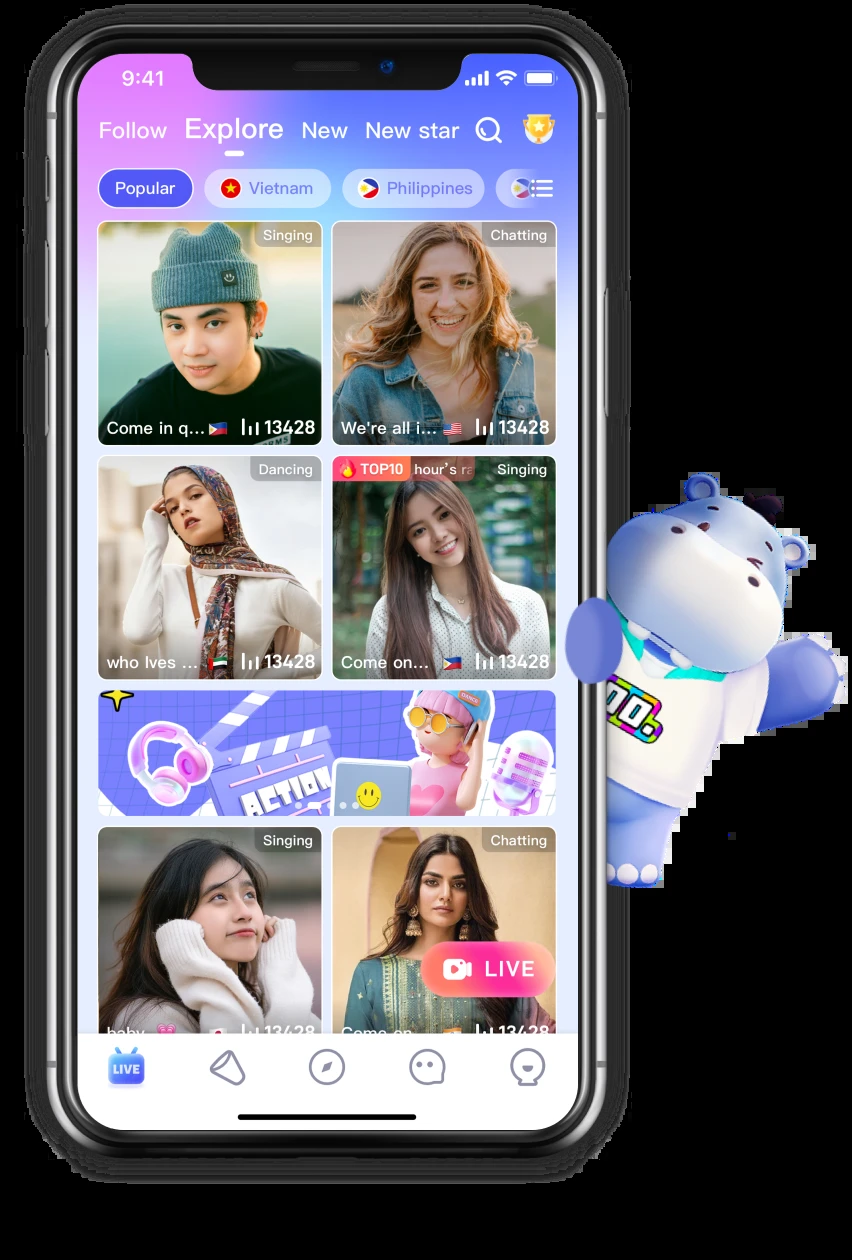 9:41
Follow Explore New New star
Popular Vietnam Philippines
Singing
Come in q... 13428
Chatting
We're all i... 13428
Dancing
who lves ... 13428
TOP10 hour's ra Singing
Come on... 13428
ACTION
DANCE
Singing
baby 13428
Chatting
Come on 13428
LIVE
LIVE
OO.